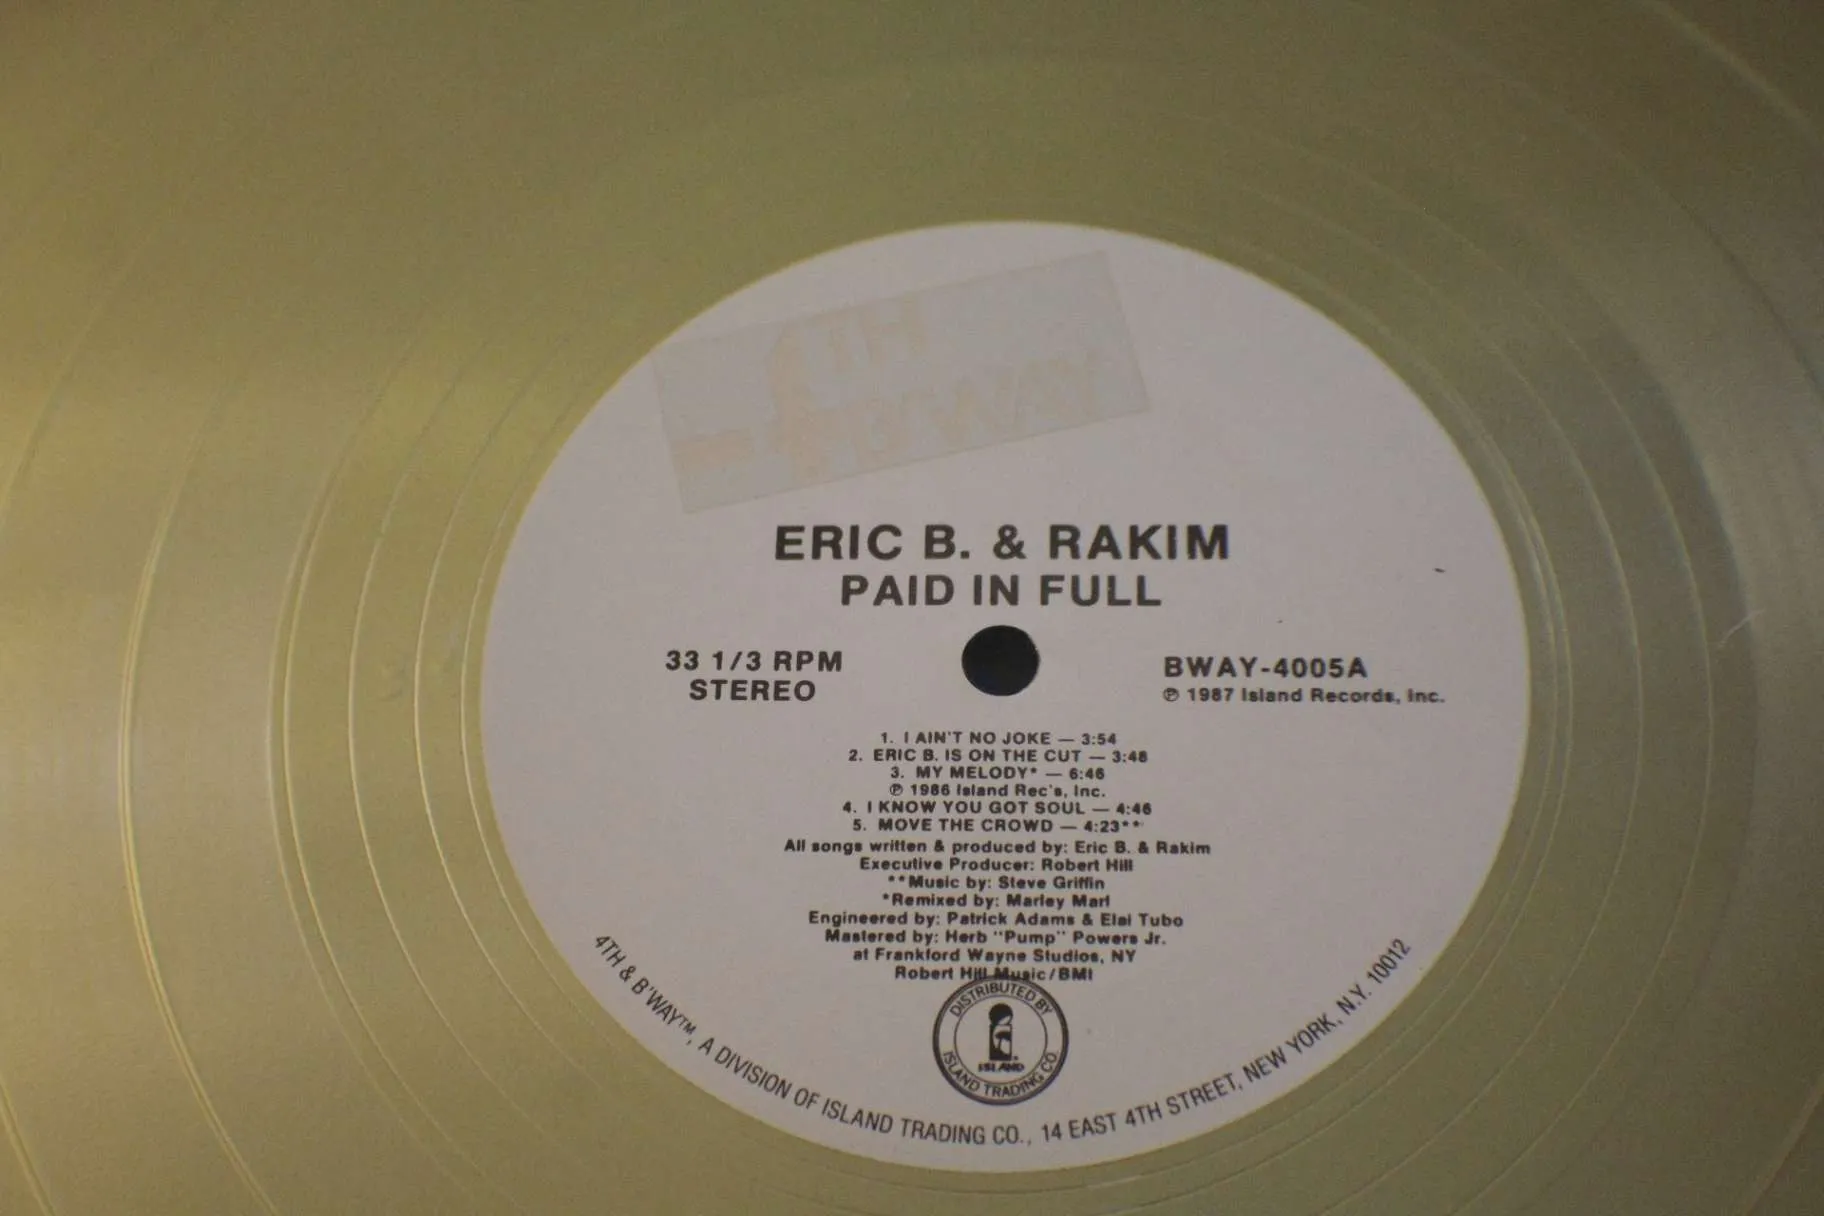 4TH
+ B'WAY
ERIC B. & RAKIM
PAID IN FULL
33 1/3 RPM
STEREO
BWAY-4005A
℗ 1987 Island Records, Inc.
1. I AIN'T NO JOKE — 3:54
2. ERIC B. IS ON THE CUT — 3:48
3. MY MELODY* — 6:46
℗ 1986 Island Rec's, Inc.
4. I KNOW YOU GOT SOUL — 4:46
5. MOVE THE CROWD — 4:23**
All songs written & produced by: Eric B. & Rakim
Executive Producer: Robert Hill
**Music by: Steve Griffin
*Remixed by: Marley Marl
Engineered by: Patrick Adams & Elai Tubo
Mastered by: Herb "Pump" Powers Jr.
at Frankford Wayne Studios, NY
Robert Hill Music/BMI
DISTRIBUTED BY
ISLAND
ISLAND TRADING CO.
4TH & B'WAY™, A DIVISION OF ISLAND TRADING CO., 14 EAST 4TH STREET, NEW YORK, N.Y. 10012